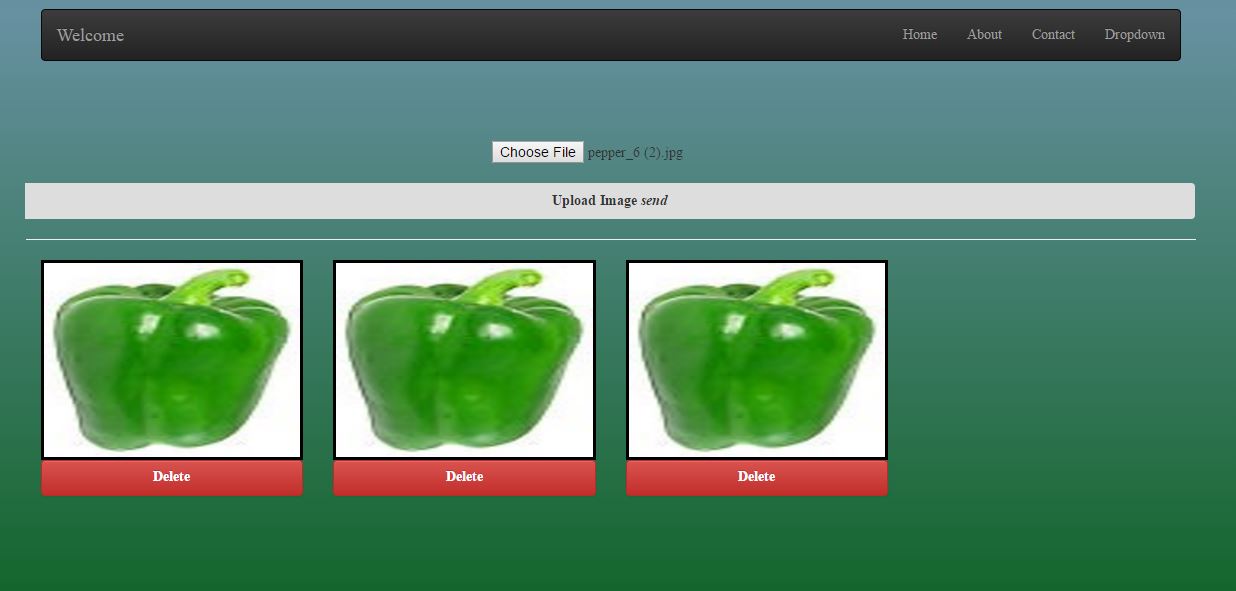 Welcome Home About Contact Dropdown
Choose File pepper_6 (2).jpg
Upload Image send
Delete Delete Delete